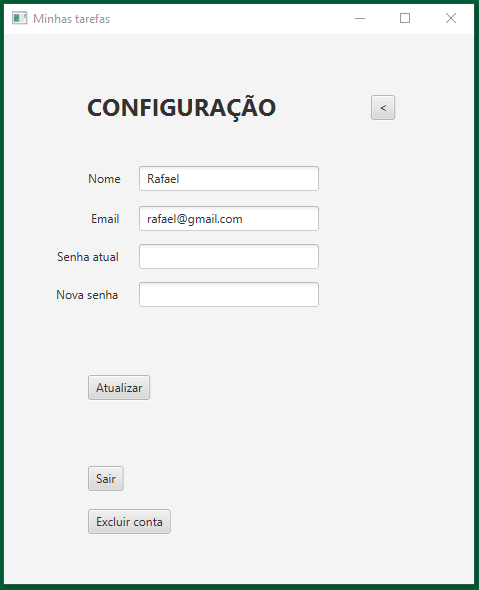 Minhas tarefas
CONFIGURAÇÃO <
Nome Rafael
Email rafael@gmail.com
Senha atual
Nova senha
Atualizar
Sair
Excluir conta